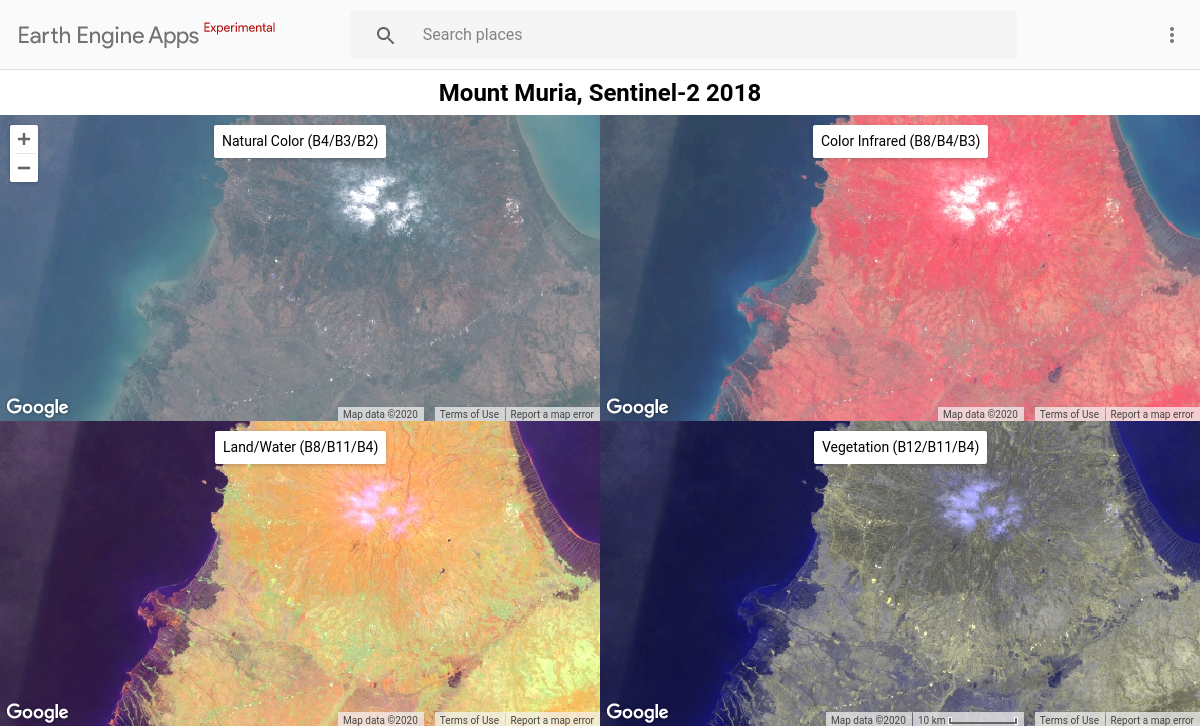 Earth Engine Apps Experimental
Search places
Mount Muria, Sentinel-2 2018
+
Natural Color (B4/B3/B2)
Color Infrared (B8/B4/B3)
−
Google
Map data ©2020
Terms of Use
Report a map error
Google
Map data ©2020
Terms of Use
Report a map error
Land/Water (B8/B11/B4)
Vegetation (B12/B11/B4)
Google
Map data ©2020
Terms of Use
Report a map error
Google
Map data ©2020
10 km
Terms of Use
Report a map error